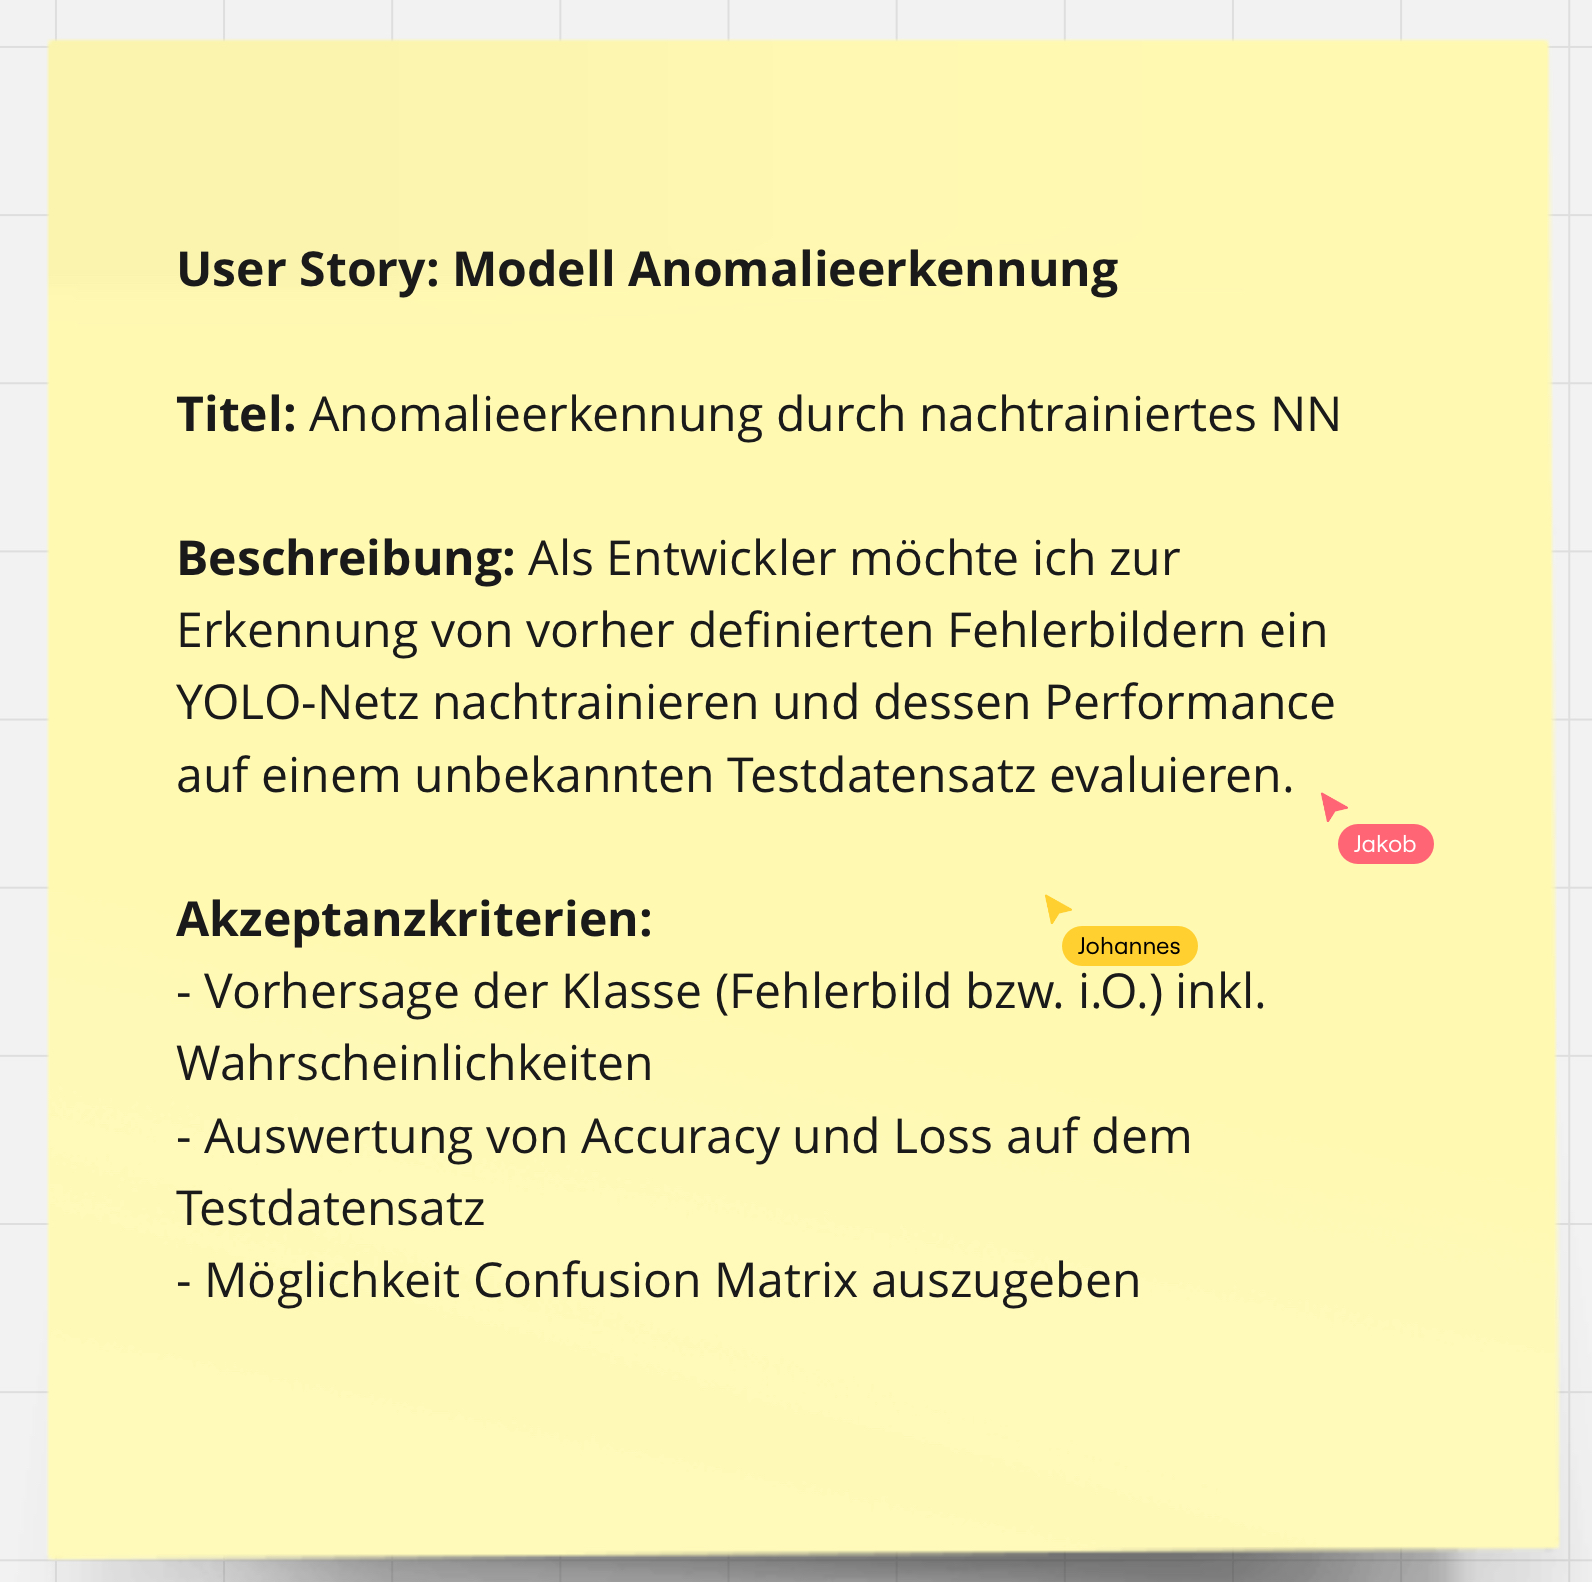 User Story: Modell Anomalieerkennung
Titel: Anomalieerkennung durch nachtrainiertes NN
Beschreibung: Als Entwickler möchte ich zur
Erkennung von vorher definierten Fehlerbildern ein
YOLO-Netz nachtrainieren und dessen Performance
auf einem unbekannten Testdatensatz evaluieren.
Jakob
Akzeptanzkriterien:
Johannes
- Vorhersage der Klasse (Fehlerbild bzw. i.O.) inkl.
Wahrscheinlichkeiten
- Auswertung von Accuracy und Loss auf dem
Testdatensatz
- Möglichkeit Confusion Matrix auszugeben